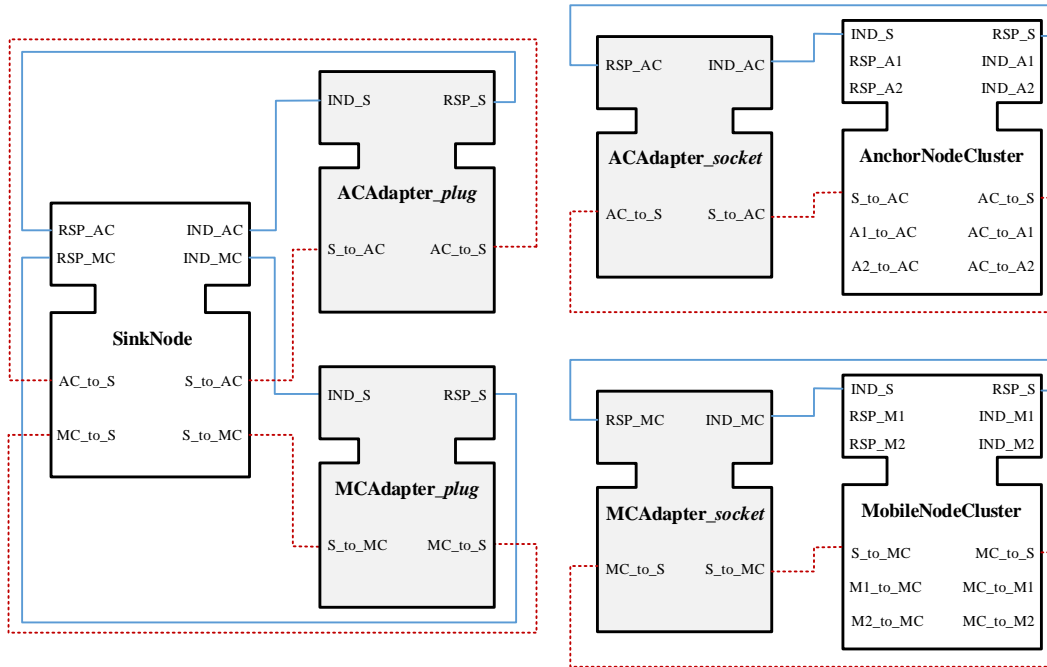 IND_S RSP_S
ACAdapter_plug
S_to_AC AC_to_S
RSP_AC IND_AC
RSP_MC IND_MC
SinkNode
AC_to_S S_to_AC
MC_to_S S_to_MC
IND_S RSP_S
MCAdapter_plug
S_to_MC MC_to_S
RSP_AC IND_AC
ACAdapter_socket
AC_to_S S_to_AC
IND_S RSP_S
RSP_A1 IND_A1
RSP_A2 IND_A2
AnchorNodeCluster
S_to_AC AC_to_S
A1_to_AC AC_to_A1
A2_to_AC AC_to_A2
RSP_MC IND_MC
MCAdapter_socket
MC_to_S S_to_MC
IND_S RSP_S
RSP_M1 IND_M1
RSP_M2 IND_M2
MobileNodeCluster
S_to_MC MC_to_S
M1_to_MC MC_to_M1
M2_to_MC MC_to_M2